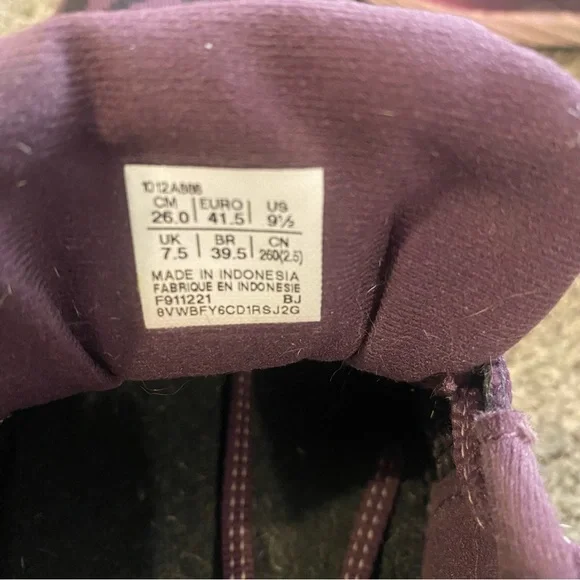 1012A886
CM | EURO | US
26.0 | 41.5 | 9½
UK | BR | CN
7.5 | 39.5 | 260(2.5)
MADE IN INDONESIA
FABRIQUE EN INDONESIE
F911221 BJ
8VWBFY6CD1RSJ2G